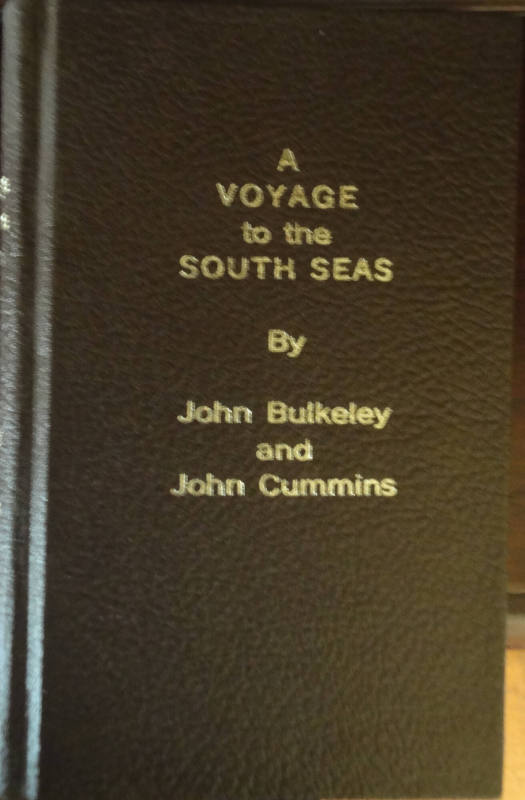 A
VOYAGE
to the
SOUTH SEAS
By
John Bulkeley
and
John Cummins